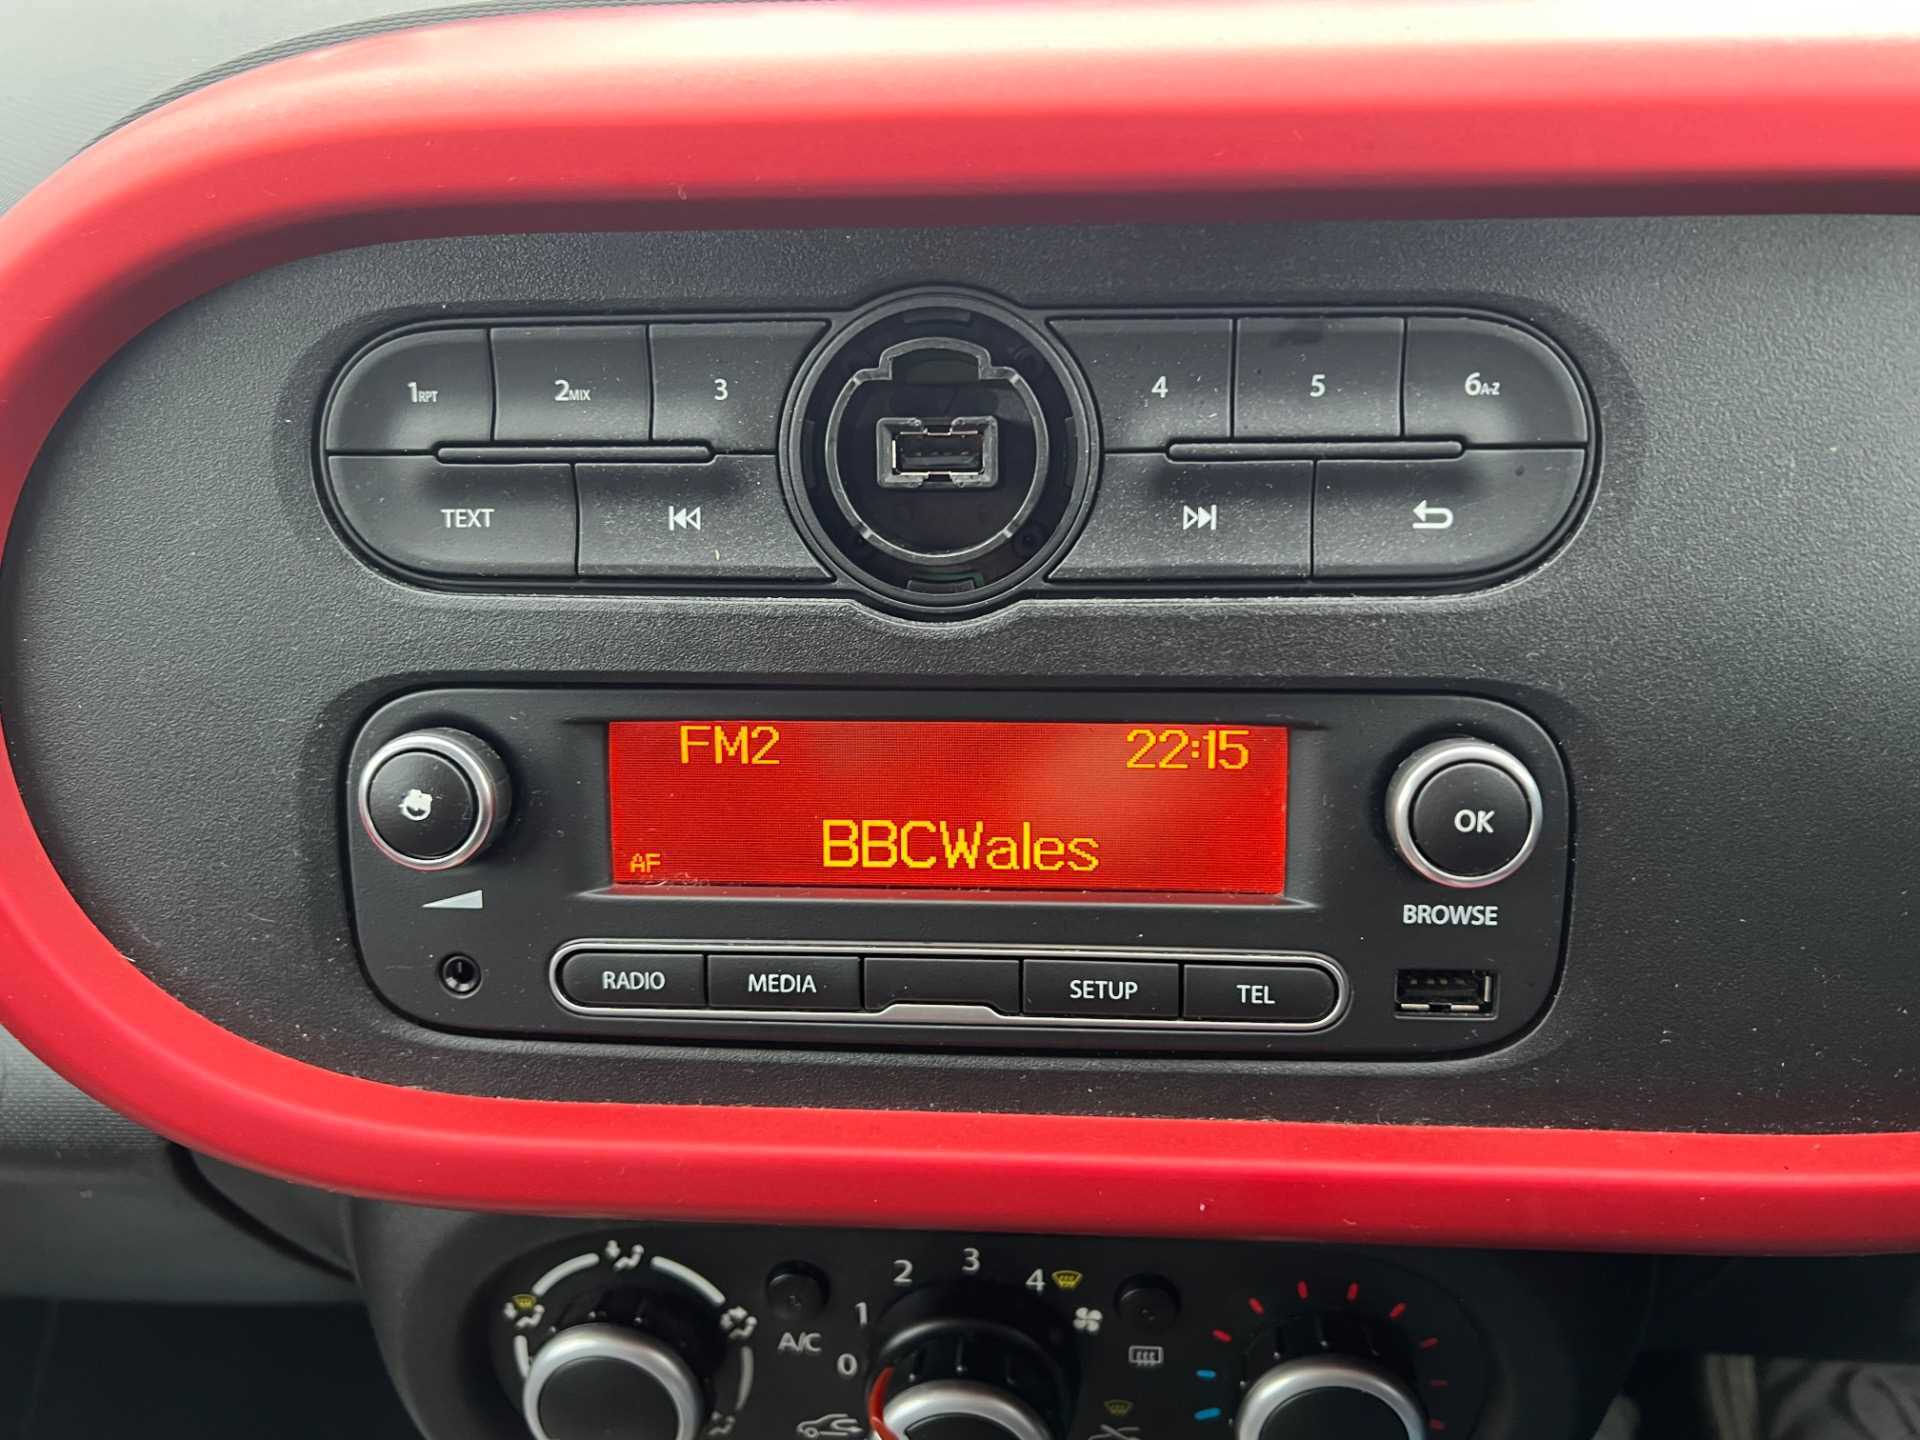 1RPT 2MIX 3 4 5 6A-Z
TEXT
FM2 22:15
BBCWales
AF
OK
BROWSE
RADIO MEDIA SETUP TEL
A/C
0 1 2 3 4